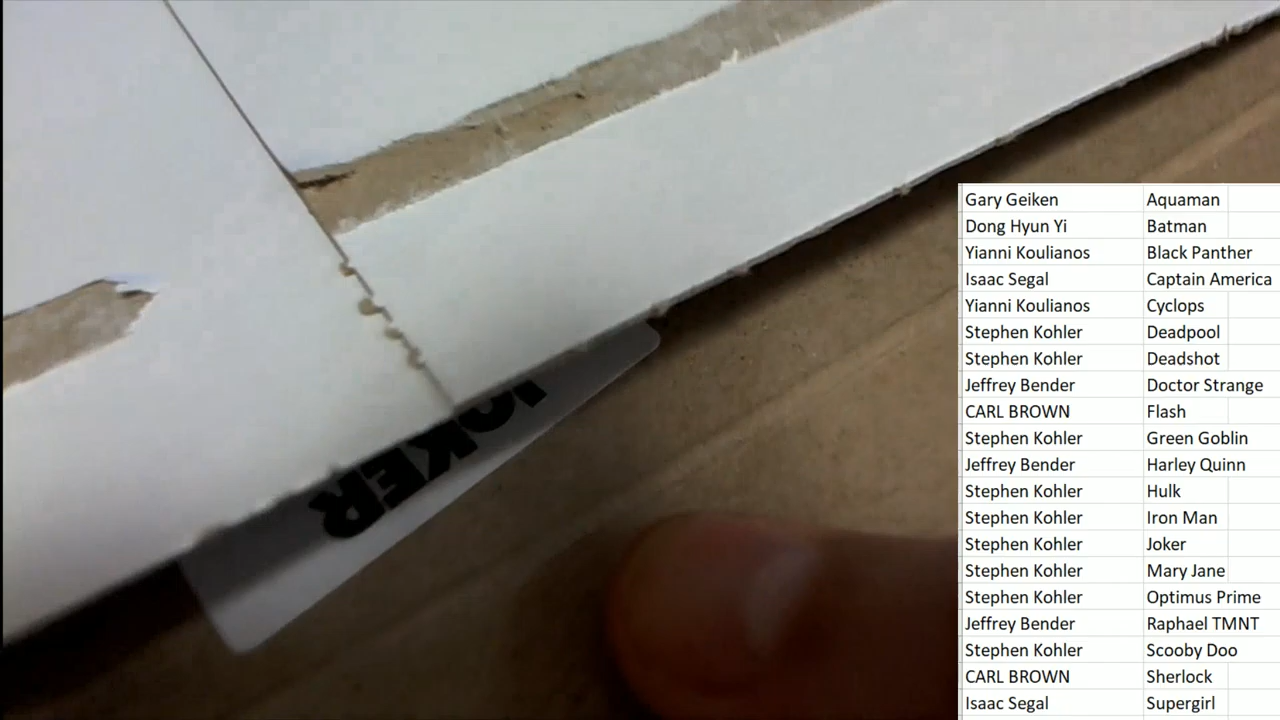 JOKER
Gary Geiken Aquaman
Dong Hyun Yi Batman
Yianni Koulianos Black Panther
Isaac Segal Captain America
Yianni Koulianos Cyclops
Stephen Kohler Deadpool
Stephen Kohler Deadshot
Jeffrey Bender Doctor Strange
CARL BROWN Flash
Stephen Kohler Green Goblin
Jeffrey Bender Harley Quinn
Stephen Kohler Hulk
Stephen Kohler Iron Man
Stephen Kohler Joker
Stephen Kohler Mary Jane
Stephen Kohler Optimus Prime
Jeffrey Bender Raphael TMNT
Stephen Kohler Scooby Doo
CARL BROWN Sherlock
Isaac Segal Supergirl